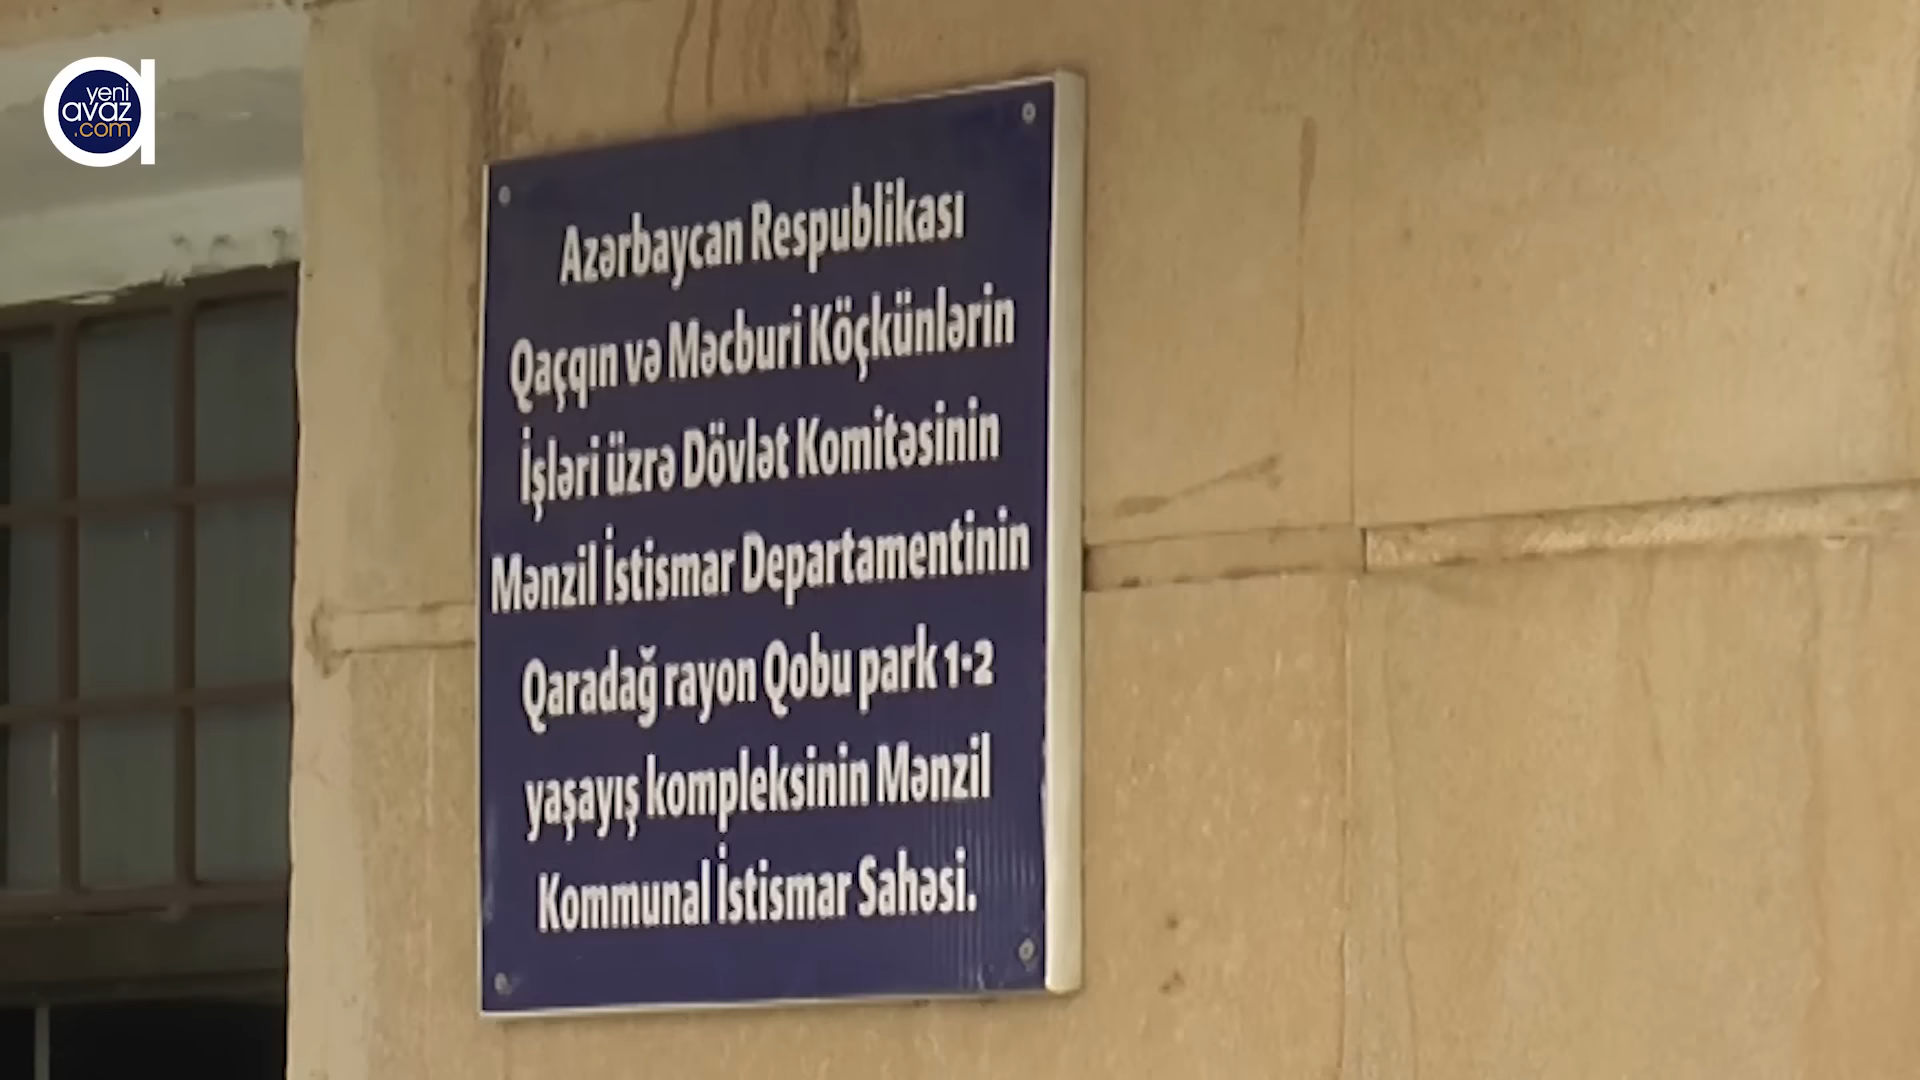 yeni
avaz
.com
Azərbaycan Respublikası
Qaçqın və Məcburi Köçkünlərin
İşləri üzrə Dövlət Komitəsinin
Mənzil İstismar Departamentinin
Qaradağ rayon Qobu park 1-2
yaşayış kompleksinin Mənzil
Kommunal İstismar Sahəsi.